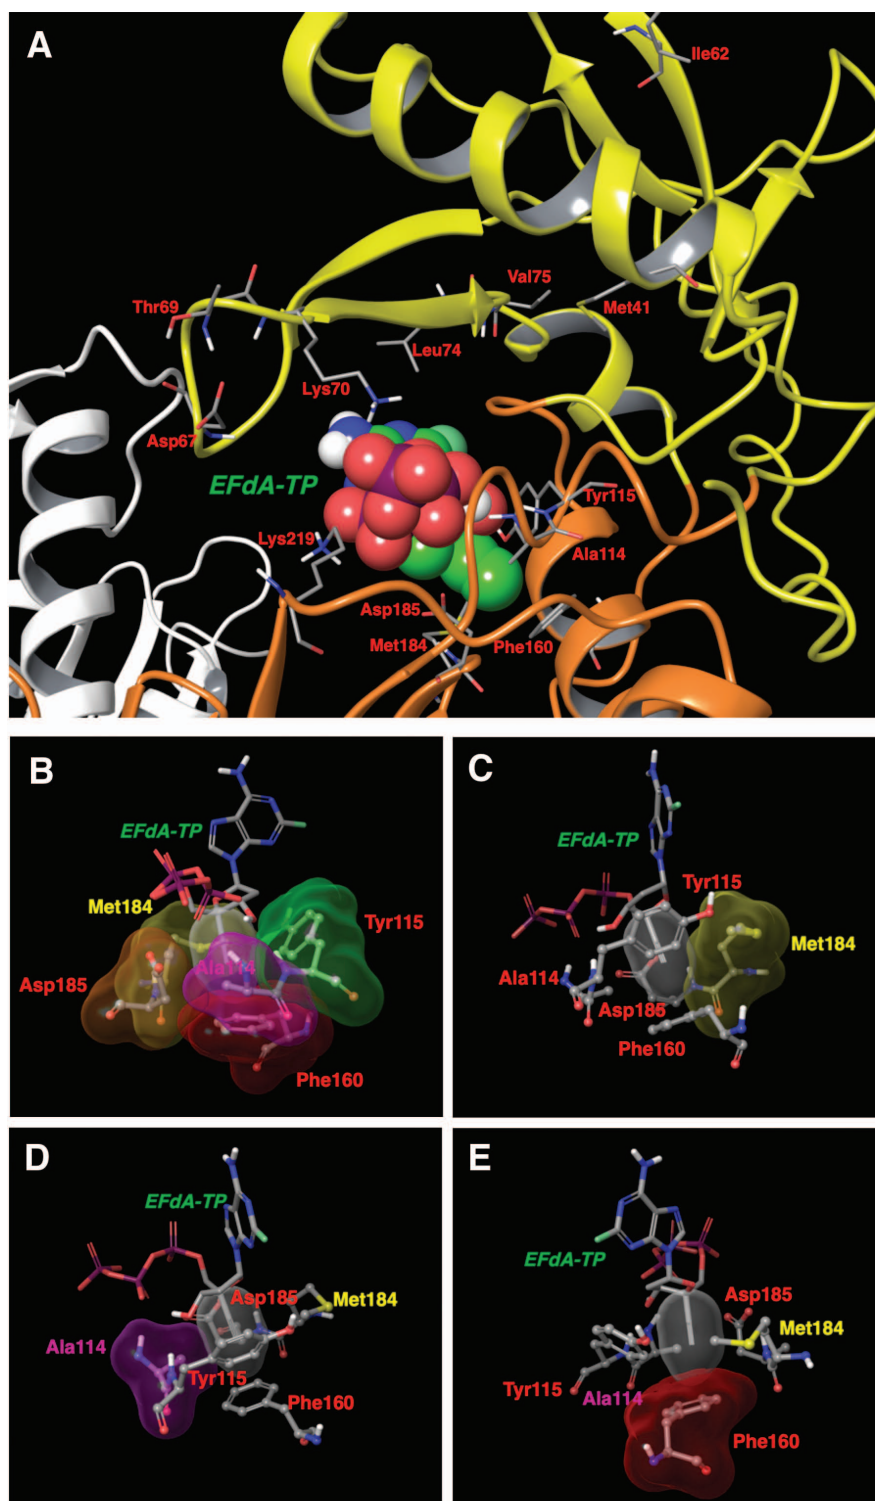 A
Ile62
Val75
Thr69
Met41
Leu74
Lys70
Asp67
EFdA-TP
Tyr115
Lys219
Ala114
Asp185
Met184
Phe160
B
EFdA-TP
Met184
Tyr115
Ala114
Asp185
Phe160
C
EFdA-TP
Tyr115
Met184
Ala114
Asp185
Phe160
D
EFdA-TP
Asp185
Met184
Ala114
Tyr115
Phe160
E
EFdA-TP
Asp185
Met184
Tyr115
Ala114
Phe160